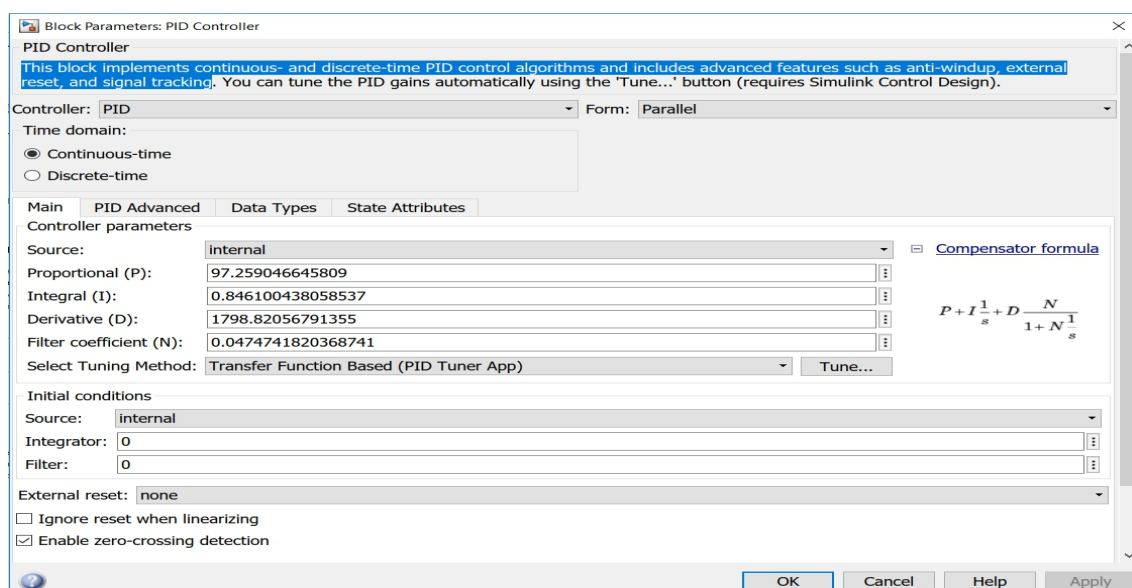 Block Parameters: PID Controller
PID Controller
This block implements continuous- and discrete-time PID control algorithms and includes advanced features such as anti-windup, external
reset, and signal tracking. You can tune the PID gains automatically using the 'Tune...' button (requires Simulink Control Design).
Controller: PID Form: Parallel
Time domain:
Continuous-time
Discrete-time
Main PID Advanced Data Types State Attributes
Controller parameters
Source: internal Compensator formula
Proportional (P): 97.259046645809
Integral (I): 0.846100438058537
Derivative (D): 1798.82056791355
P+I 1/s +D N/(1+N 1/s)
Filter coefficient (N): 0.0474741820368741
Select Tuning Method: Transfer Function Based (PID Tuner App) Tune...
Initial conditions
Source: internal
Integrator: 0
Filter: 0
External reset: none
Ignore reset when linearizing
Enable zero-crossing detection
OK Cancel Help Apply